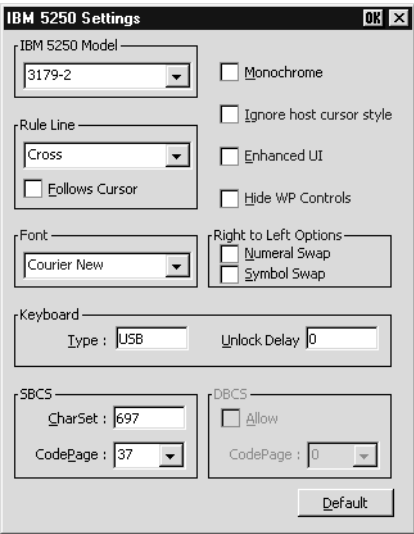 IBM 5250 Settings OK
IBM 5250 Model
3179-2
Monochrome
Ignore host cursor style
Rule Line
Cross
Enhanced UI
Follows Cursor
Hide WP Controls
Font
Courier New
Right to Left Options
Numeral Swap
Symbol Swap
Keyboard
Type : USB Unlock Delay 0
SBCS
CharSet : 697
CodePage : 37
DBCS
Allow
CodePage : 0
Default